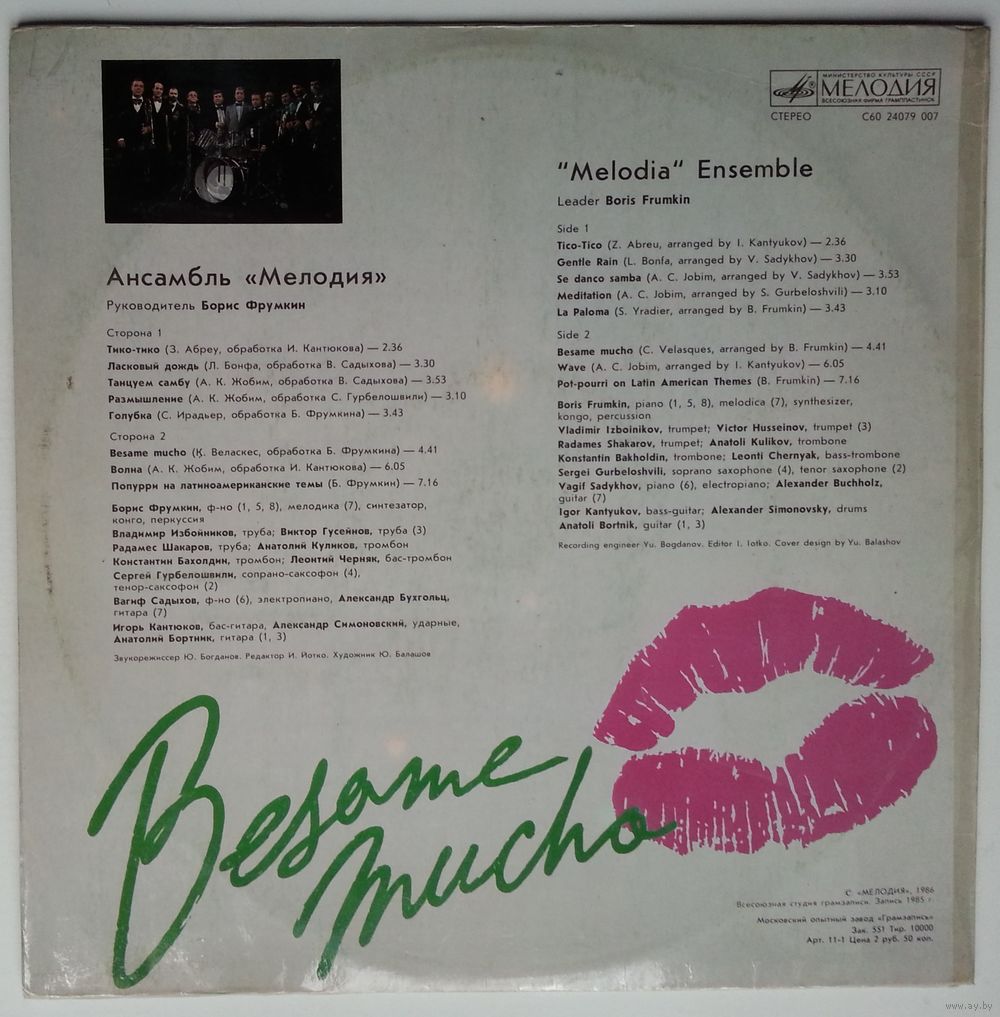 МИНИСТЕРСТВО КУЛЬТУРЫ СССР
МЕЛОДИЯ
ВСЕСОЮЗНАЯ ФИРМА ГРАМПЛАСТИНОК
СТЕРЕО С60 24079 007
Ансамбль «Мелодия»
Руководитель Борис Фрумкин
Сторона 1
Тико-тико (З. Абреу, обработка И. Кантюкова) — 2.36
Ласковый дождь (Л. Бонфа, обработка В. Садыхова) — 3.30
Танцуем самбу (А. К. Жобим, обработка В. Садыхова) — 3.53
Размышление (А. К. Жобим, обработка С. Гурбелошвили) — 3.10
Голубка (С. Ирадьер, обработка Б. Фрумкина) — 3.43
Сторона 2
Besame mucho (К. Веласкес, обработка Б. Фрумкина) — 4.41
Волна (А. К. Жобим, обработка И. Кантюкова) — 6.05
Попурри на латиноамериканские темы (Б. Фрумкин) — 7.16
Борис Фрумкин, ф-но (1, 5, 8), мелодика (7), синтезатор,
конго, перкуссия
Владимир Избойников, труба; Виктор Гусейнов, труба (3)
Радамес Шакаров, труба; Анатолий Куликов, тромбон
Константин Бахолдин, тромбон; Леонтий Черняк, бас-тромбон
Сергей Гурбелошвили, сопрано-саксофон (4),
тенор-саксофон (2)
Вагиф Садыхов, ф-но (6), электропиано, Александр Бухгольц,
гитара (7)
Игорь Кантюков, бас-гитара, Александр Симоновский, ударные,
Анатолий Бортник, гитара (1, 3)
Звукорежиссер Ю. Богданов. Редактор И. Йотко. Художник Ю. Балашов
"Melodia" Ensemble
Leader Boris Frumkin
Side 1
Tico-Tico (Z. Abreu, arranged by I. Kantyukov) — 2.36
Gentle Rain (L. Bonfa, arranged by V. Sadykhov) — 3.30
Se danco samba (A. C. Jobim, arranged by V. Sadykhov) — 3.53
Meditation (A. C. Jobim, arranged by S. Gurbeloshvili) — 3.10
La Paloma (S. Yradier, arranged by B. Frumkin) — 3.43
Side 2
Besame mucho (C. Velasques, arranged by B. Frumkin) — 4.41
Wave (A. C. Jobim, arranged by I. Kantyukov) — 6.05
Pot-pourri on Latin American Themes (B. Frumkin) — 7.16
Boris Frumkin, piano (1, 5, 8), melodica (7), synthesizer,
kongo, percussion
Vladimir Izboinikov, trumpet; Victor Husseinov, trumpet (3)
Radames Shakarov, trumpet; Anatoli Kulikov, trombone
Konstantin Bakholdin, trombone; Leonti Chernyak, bass-trombone
Sergei Gurbeloshvili, soprano saxophone (4), tenor saxophone (2)
Vagif Sadykhov, piano (6), electropiano; Alexander Buchholz,
guitar (7)
Igor Kantyukov, bass-guitar; Alexander Simonovsky, drums
Anatoli Bortnik, guitar (1, 3)
Recording engineer Yu. Bogdanov. Editor I. Iotko. Cover design by Yu. Balashov
Besame
mucho
С «МЕЛОДИЯ», 1986
Всесоюзная студия грамзаписи. Запись 1985 г.
Московский опытный завод «Грамзапись»
Зак. 551 Тир. 10000
Арт. 11-1 Цена 2 руб. 50 коп.
www.ay.by